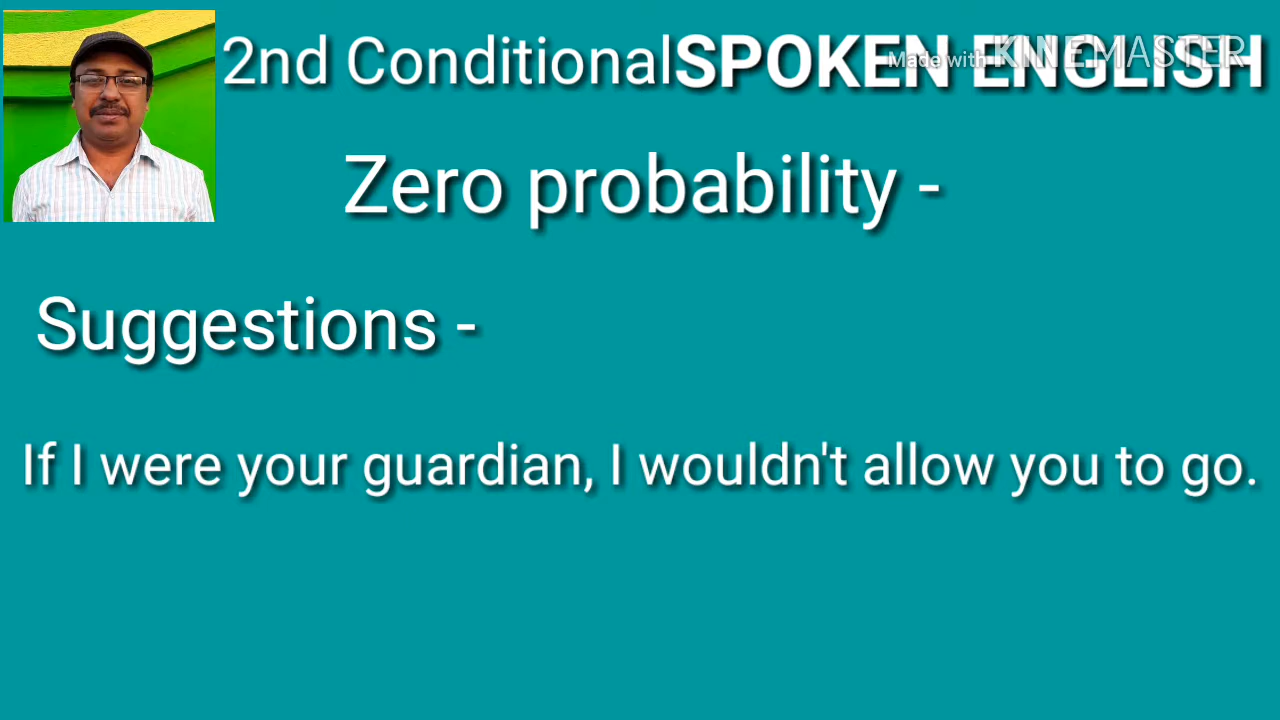 2nd Conditional SPOKEN ENGLISH
Made with KINEMASTER
Zero probability -
Suggestions -
If I were your guardian, I wouldn't allow you to go.